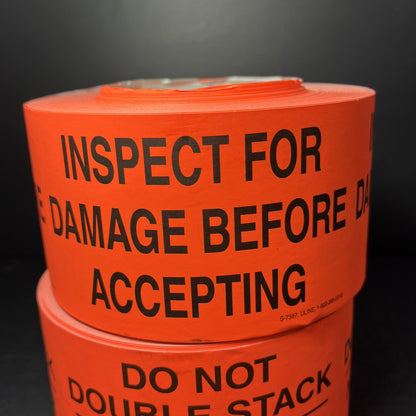 INSPECT FOR
DAMAGE BEFORE
ACCEPTING
DO NOT
DOUBLE STACK